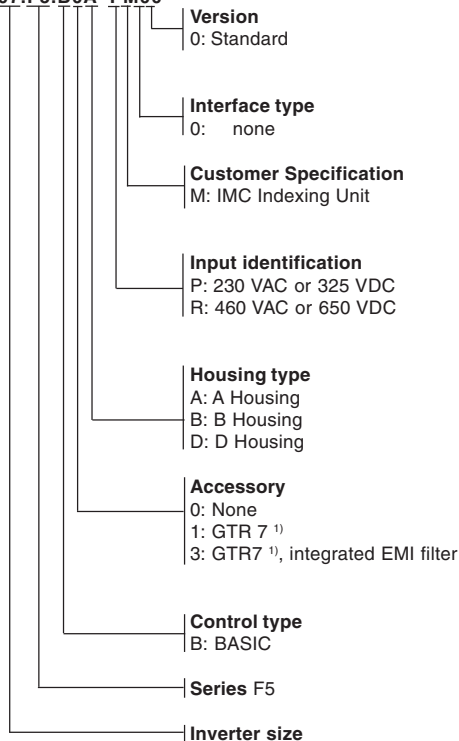 Version
0: Standard
Interface type
0: none
Customer Specification
M: IMC Indexing Unit
Input identification
P: 230 VAC or 325 VDC
R: 460 VAC or 650 VDC
Housing type
A: A Housing
B: B Housing
D: D Housing
Accessory
0: None
1: GTR 7 ¹⁾
3: GTR7 ¹⁾, integrated EMI filter
Control type
B: BASIC
Series F5
Inverter size